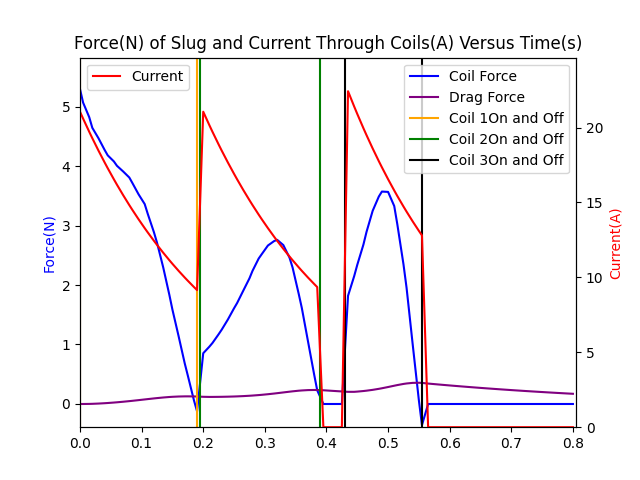 Force(N) of Slug and Current Through Coils(A) Versus Time(s)
Current
Coil Force
Drag Force
Coil 1On and Off
Coil 2On and Off
Coil 3On and Off
Force(N)
5
4
3
2
1
0
Current(A)
20
15
10
5
0
0.0 0.1 0.2 0.3 0.4 0.5 0.6 0.7 0.8